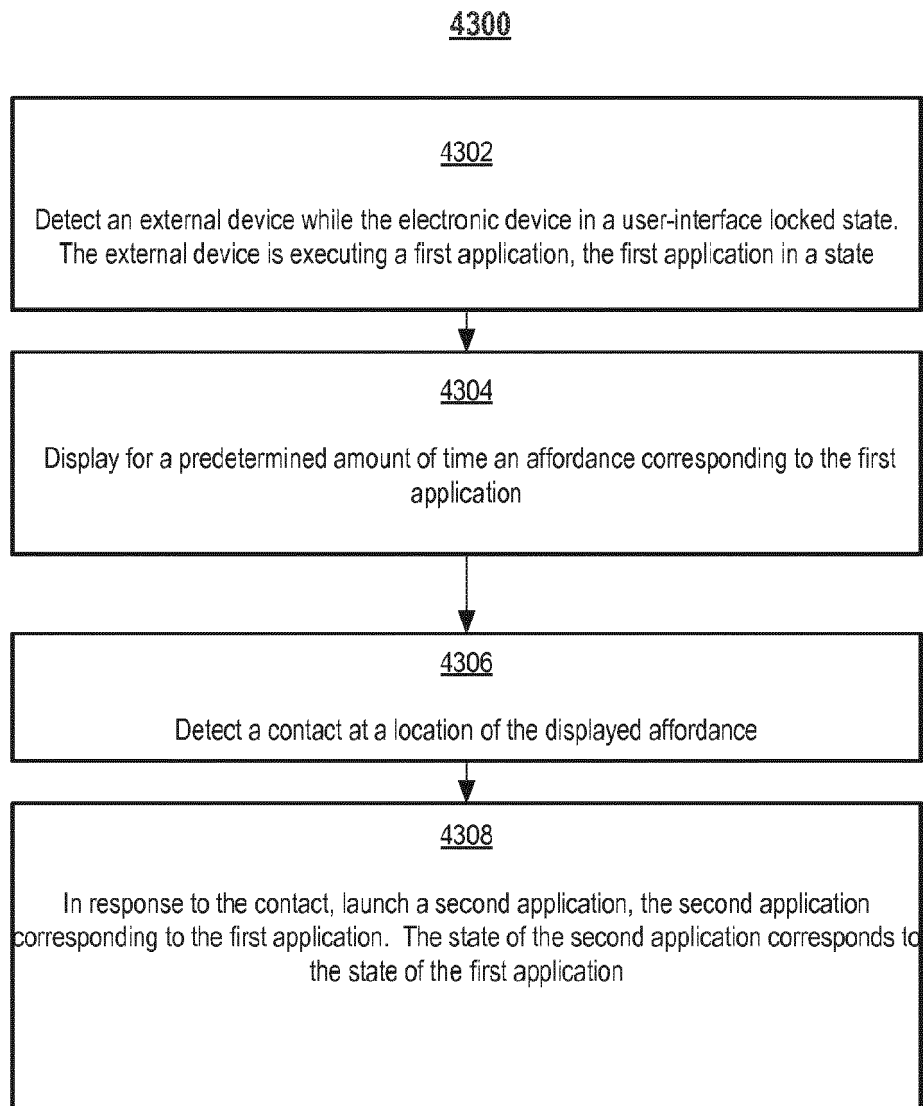 4300
4302
Detect an external device while the electronic device in a user-interface locked state.
The external device is executing a first application, the first application in a state
4304
Display for a predetermined amount of time an affordance corresponding to the first
application
4306
Detect a contact at a location of the displayed affordance
4308
In response to the contact, launch a second application, the second application
corresponding to the first application. The state of the second application corresponds to
the state of the first application